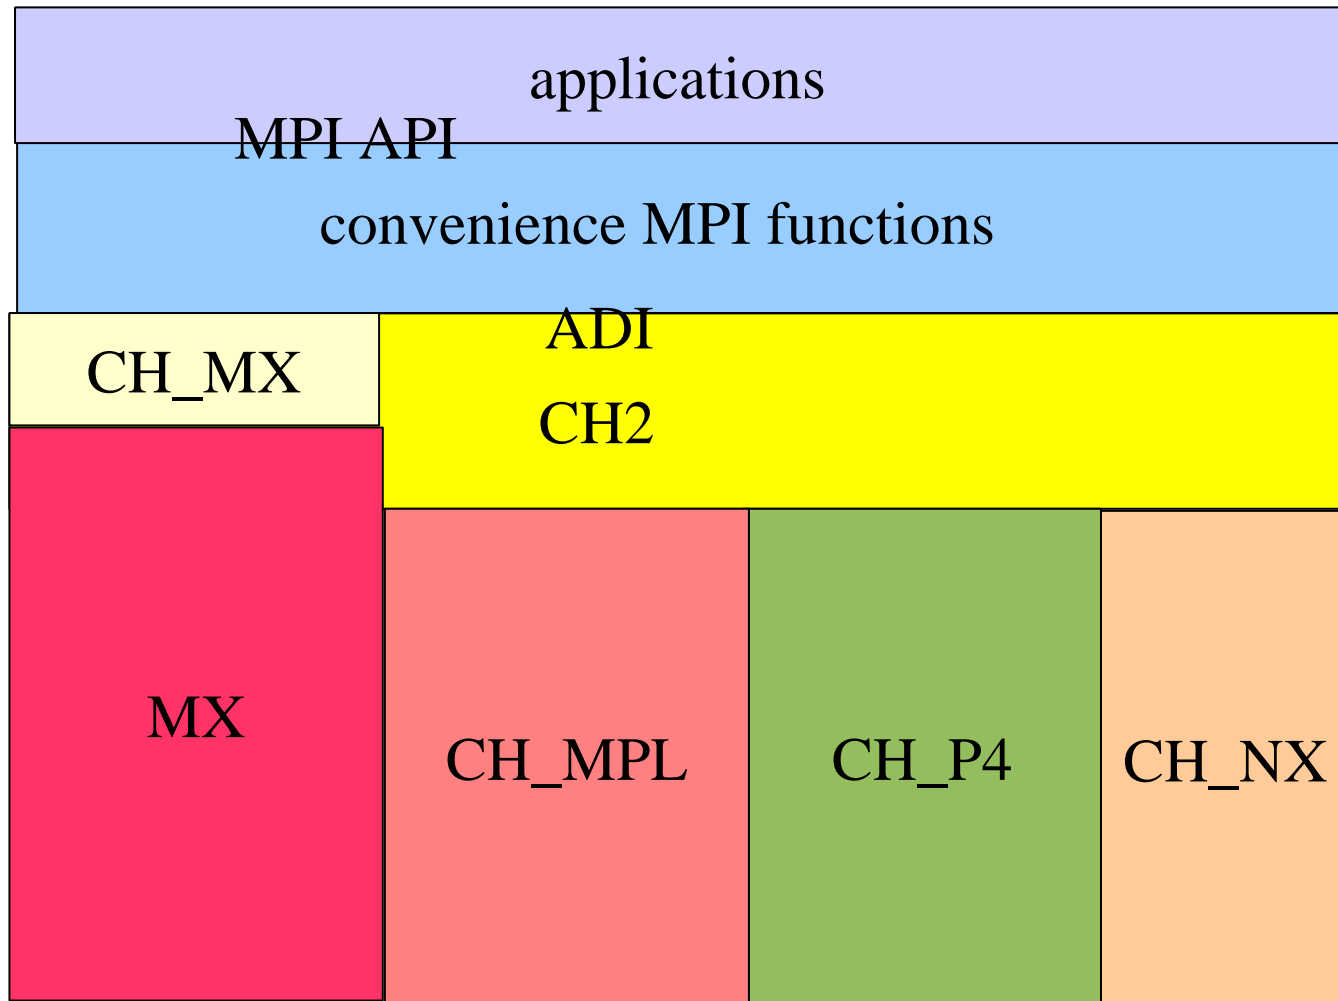 applications
MPI API
convenience MPI functions
ADI
CH_MX
CH2
MX
CH_MPL
CH_P4
CH_NX